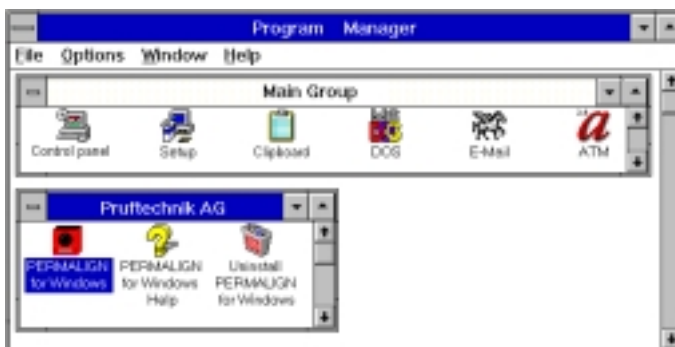 Program Manager
File Options Window Help
Main Group
Control panel Setup Clipboard DOS E-Mail ATM
Pruftechnik AG
PERMALIGN PERMALIGN Uninstall
for Windows for Windows PERMALIGN
Help for Windows